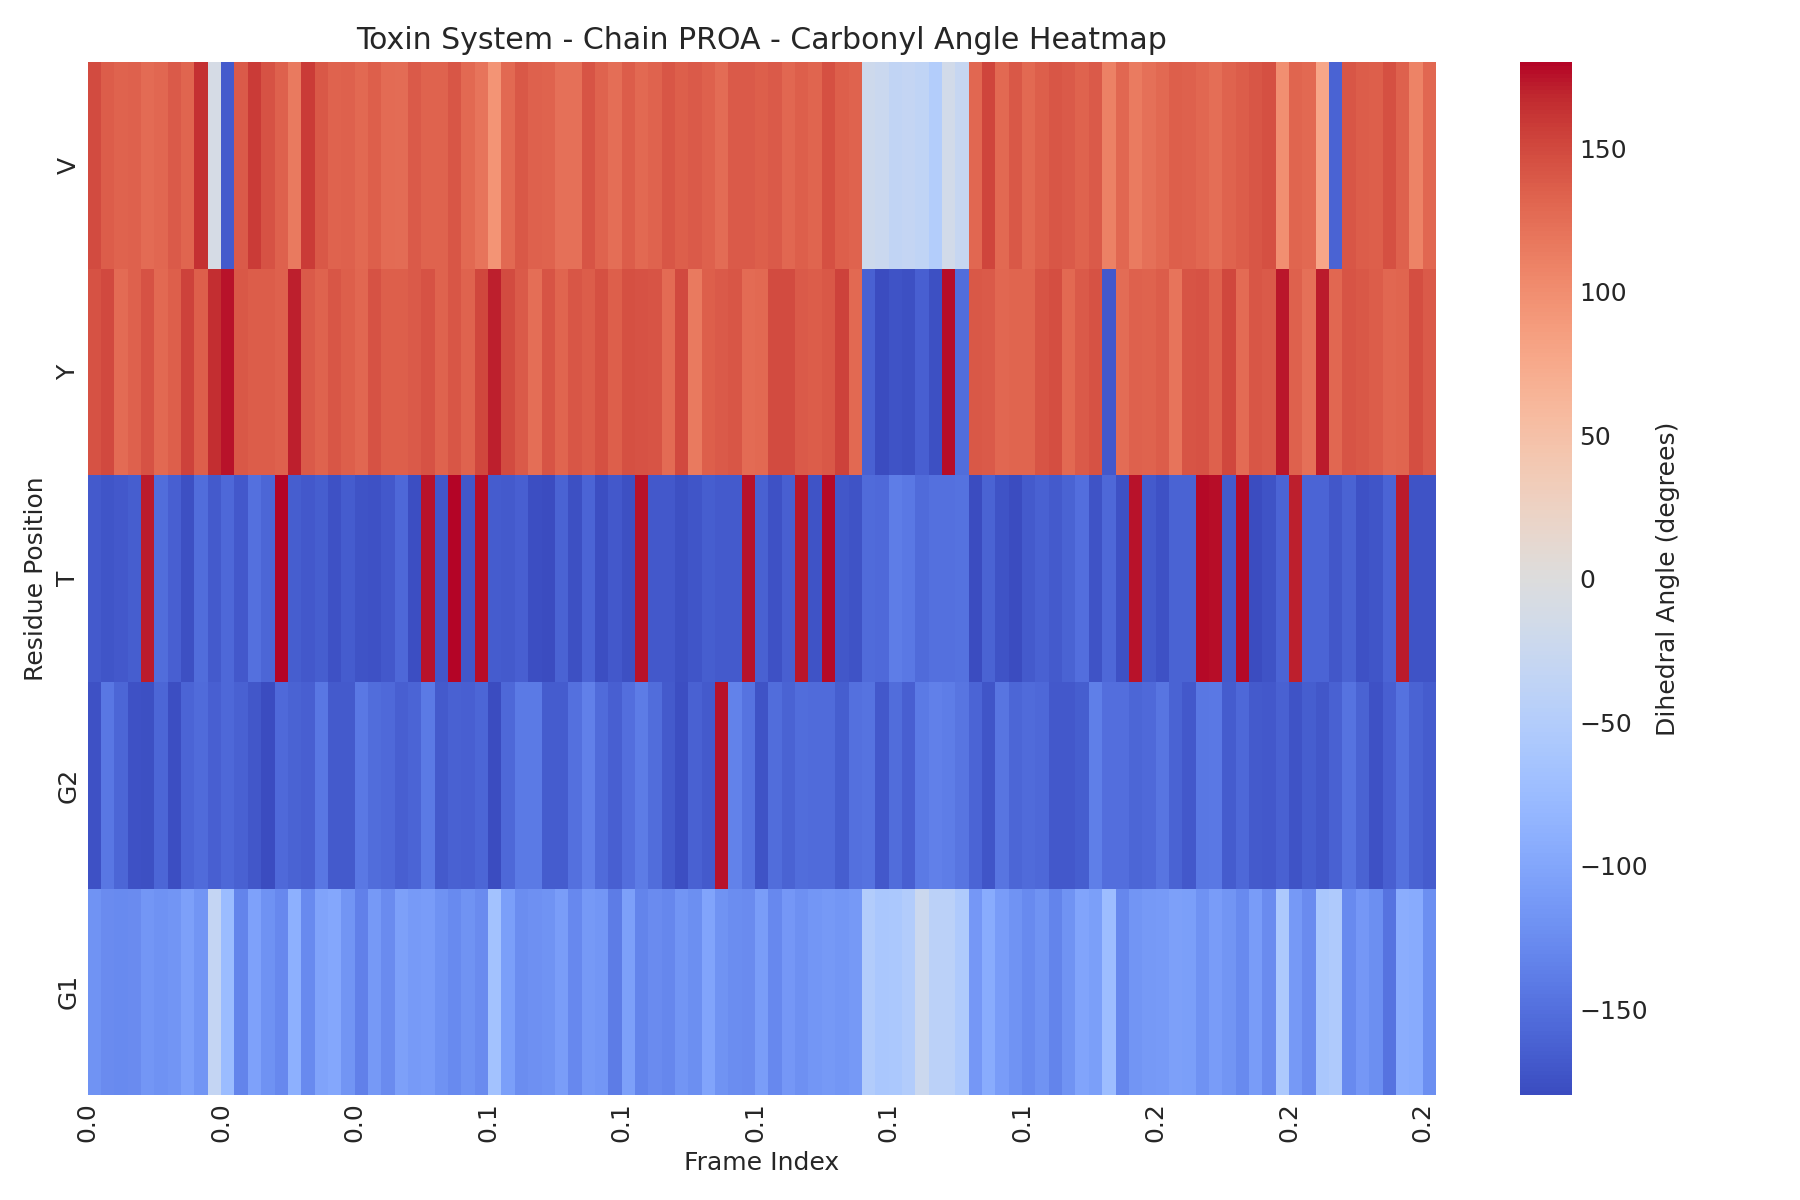 Toxin System - Chain PROA - Carbonyl Angle Heatmap
Residue Position
V
Y
T
G2
G1
0.0
0.0
0.0
0.1
0.1
0.1
0.1
0.1
0.2
0.2
0.2
Frame Index
150
100
50
0
−50
−100
−150
Dihedral Angle (degrees)